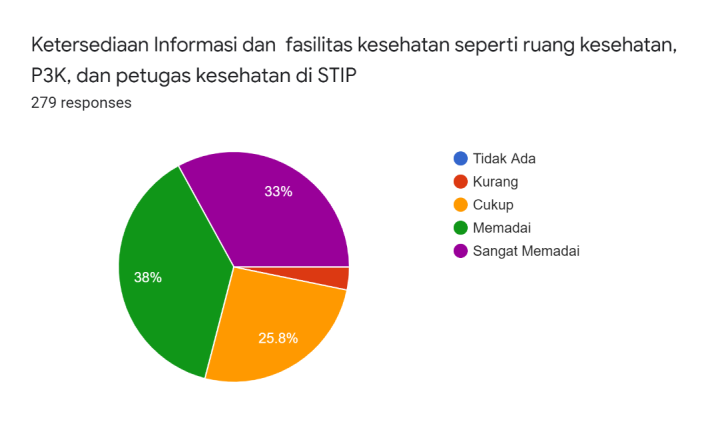 Ketersediaan Informasi dan  fasilitas kesehatan seperti ruang kesehatan,
P3K, dan petugas kesehatan di STIP
279 responses
Tidak Ada
Kurang
Cukup
Memadai
Sangat Memadai
33%
38%
25.8%